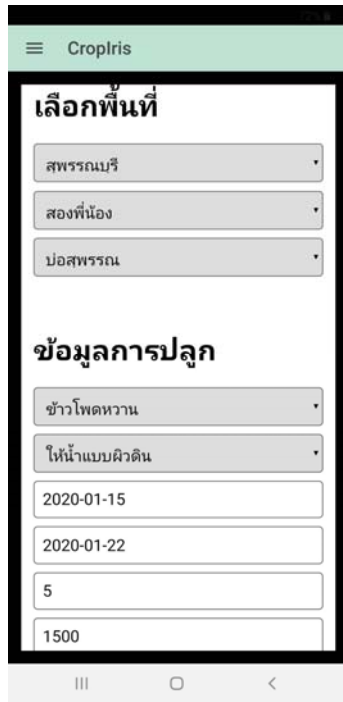 CropIris
เลือกพื้นที่
สุพรรณบุรี
สองพี่น้อง
บ่อสุพรรณ
ข้อมูลการปลูก
ข้าวโพดหวาน
ให้น้ำแบบผิวดิน
2020-01-15
2020-01-22
5
1500